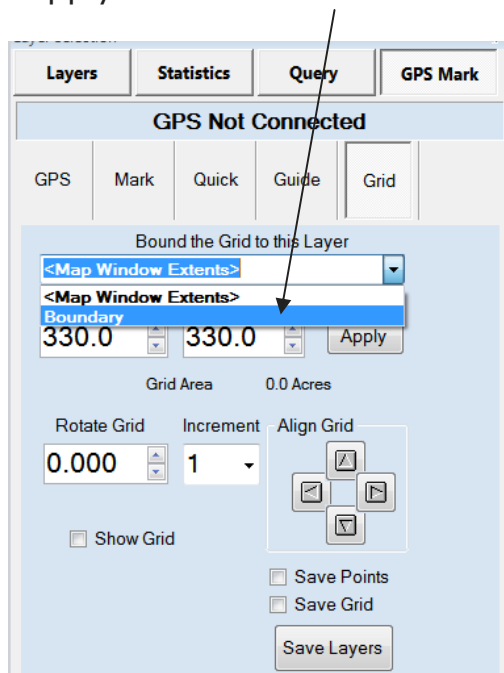 Layers Statistics Query GPS Mark
GPS Not Connected
GPS Mark Quick Guide Grid
Bound the Grid to this Layer
<Map Window Extents>
<Map Window Extents>
Boundary
330.0 330.0 Apply
Grid Area 0.0 Acres
Rotate Grid Increment Align Grid
0.000 1
Show Grid
Save Points
Save Grid
Save Layers